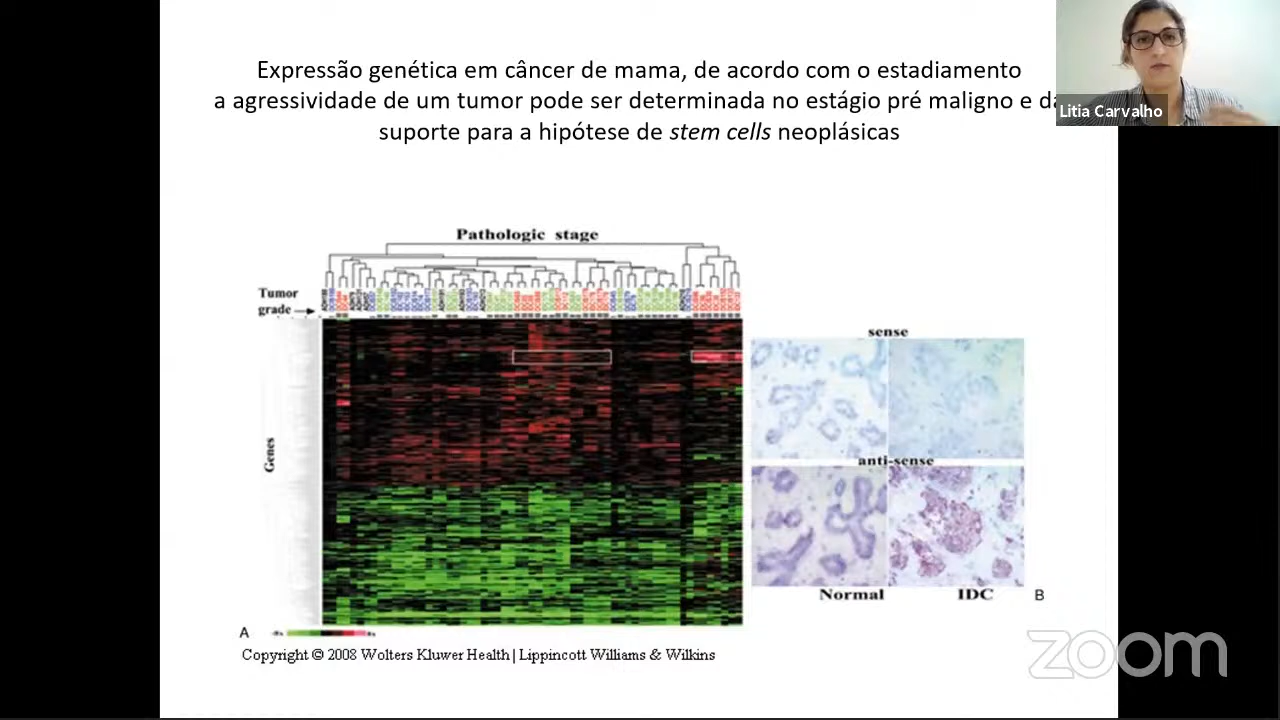 Expressão genética em câncer de mama, de acordo com o estadiamento
a agressividade de um tumor pode ser determinada no estágio pré maligno e da
suporte para a hipótese de stem cells neoplásicas
Litia Carvalho
Pathologic stage
Tumor
grade
Genes
sense
anti-sense
Normal IDC
A
B
Copyright © 2008 Wolters Kluwer Health | Lippincott Williams & Wilkins
zoom